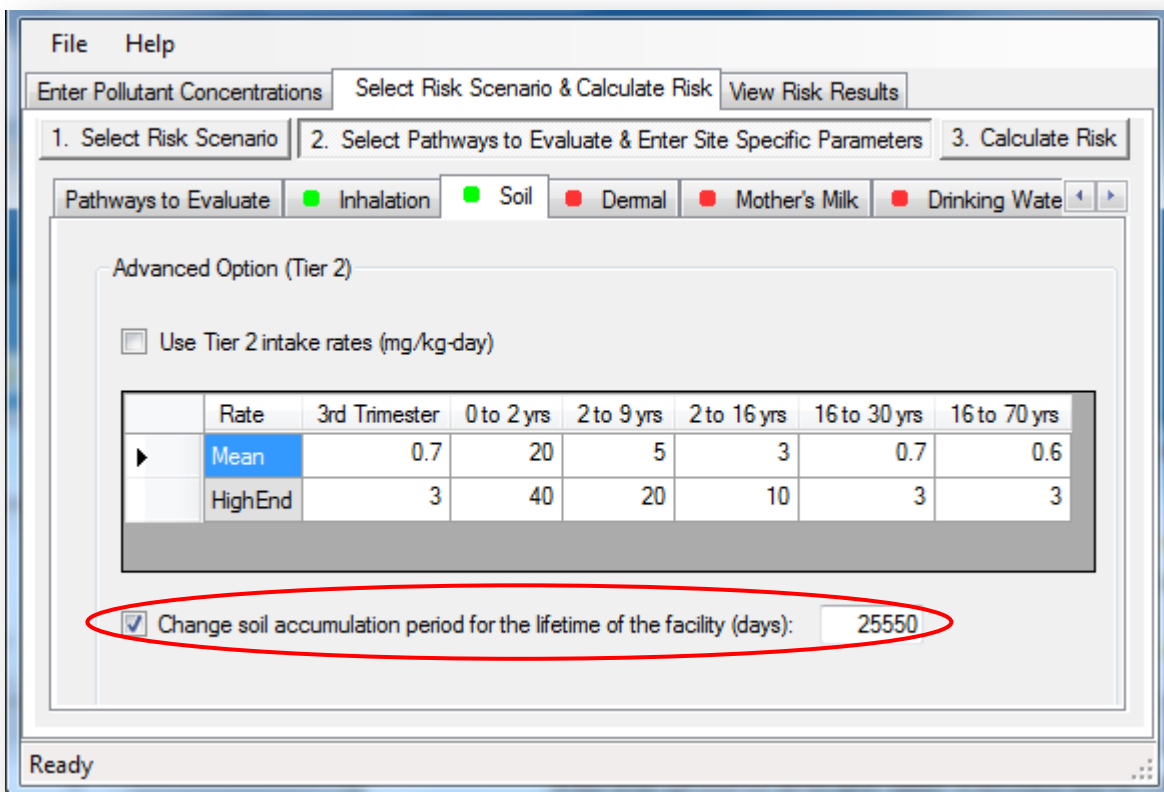 File Help
Enter Pollutant Concentrations Select Risk Scenario & Calculate Risk View Risk Results
1. Select Risk Scenario 2. Select Pathways to Evaluate & Enter Site Specific Parameters 3. Calculate Risk
Pathways to Evaluate Inhalation Soil Dermal Mother's Milk Drinking Wate
Advanced Option (Tier 2)
Use Tier 2 intake rates (mg/kg-day)
Rate 3rd Trimester 0 to 2 yrs 2 to 9 yrs 2 to 16 yrs 16 to 30 yrs 16 to 70 yrs
Mean 0.7 20 5 3 0.7 0.6
HighEnd 3 40 20 10 3 3
Change soil accumulation period for the lifetime of the facility (days): 25550
Ready